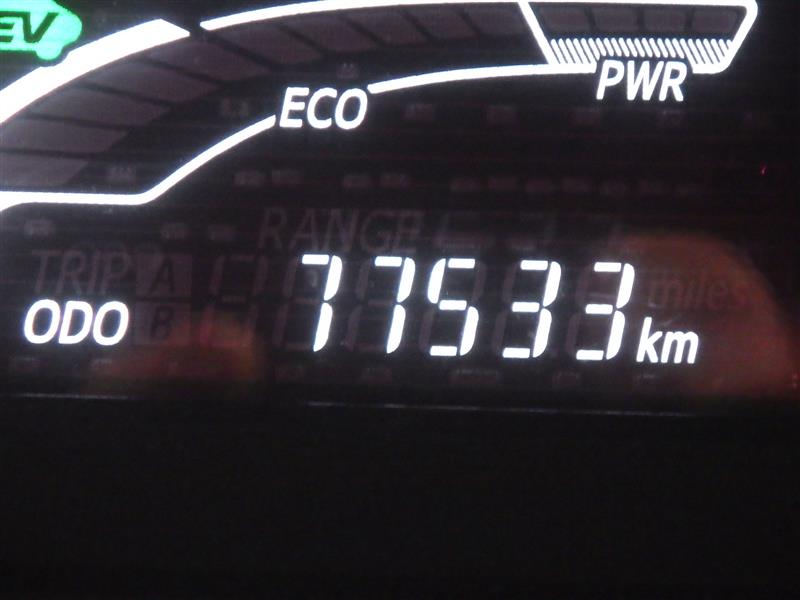 EV
ECO
PWR
RANGE
TRIP A
B
miles
ODO 77533 km